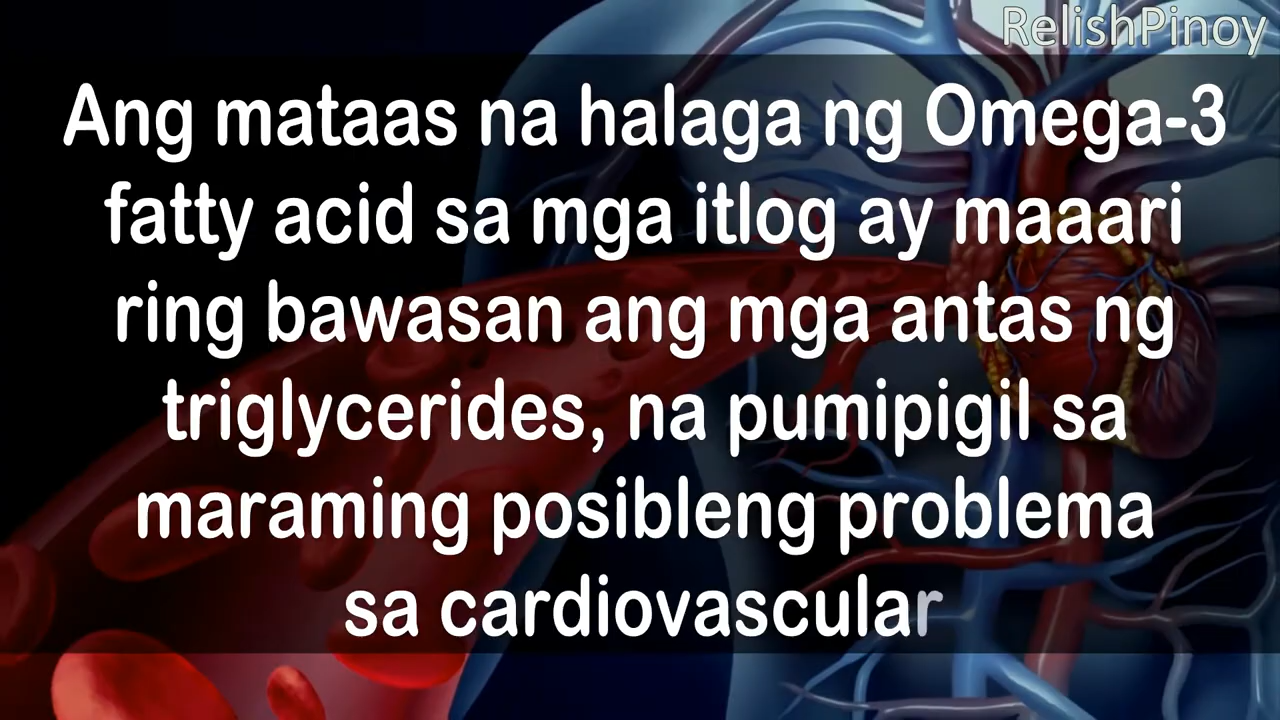 RelishPinoy
Ang mataas na halaga ng Omega-3
fatty acid sa mga itlog ay maaari
ring bawasan ang mga antas ng
triglycerides, na pumipigil sa
maraming posibleng problema
sa cardiovascular